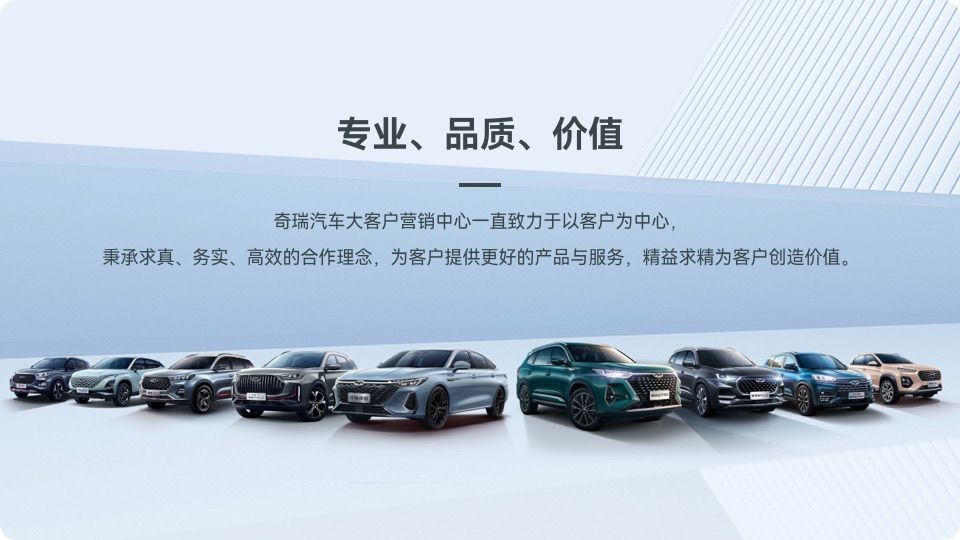 专业、品质、价值
奇瑞汽车大客户营销中心一直致力于以客户为中心，
秉承求真、务实、高效的合作理念，为客户提供更好的产品与服务，精益求精为客户创造价值。